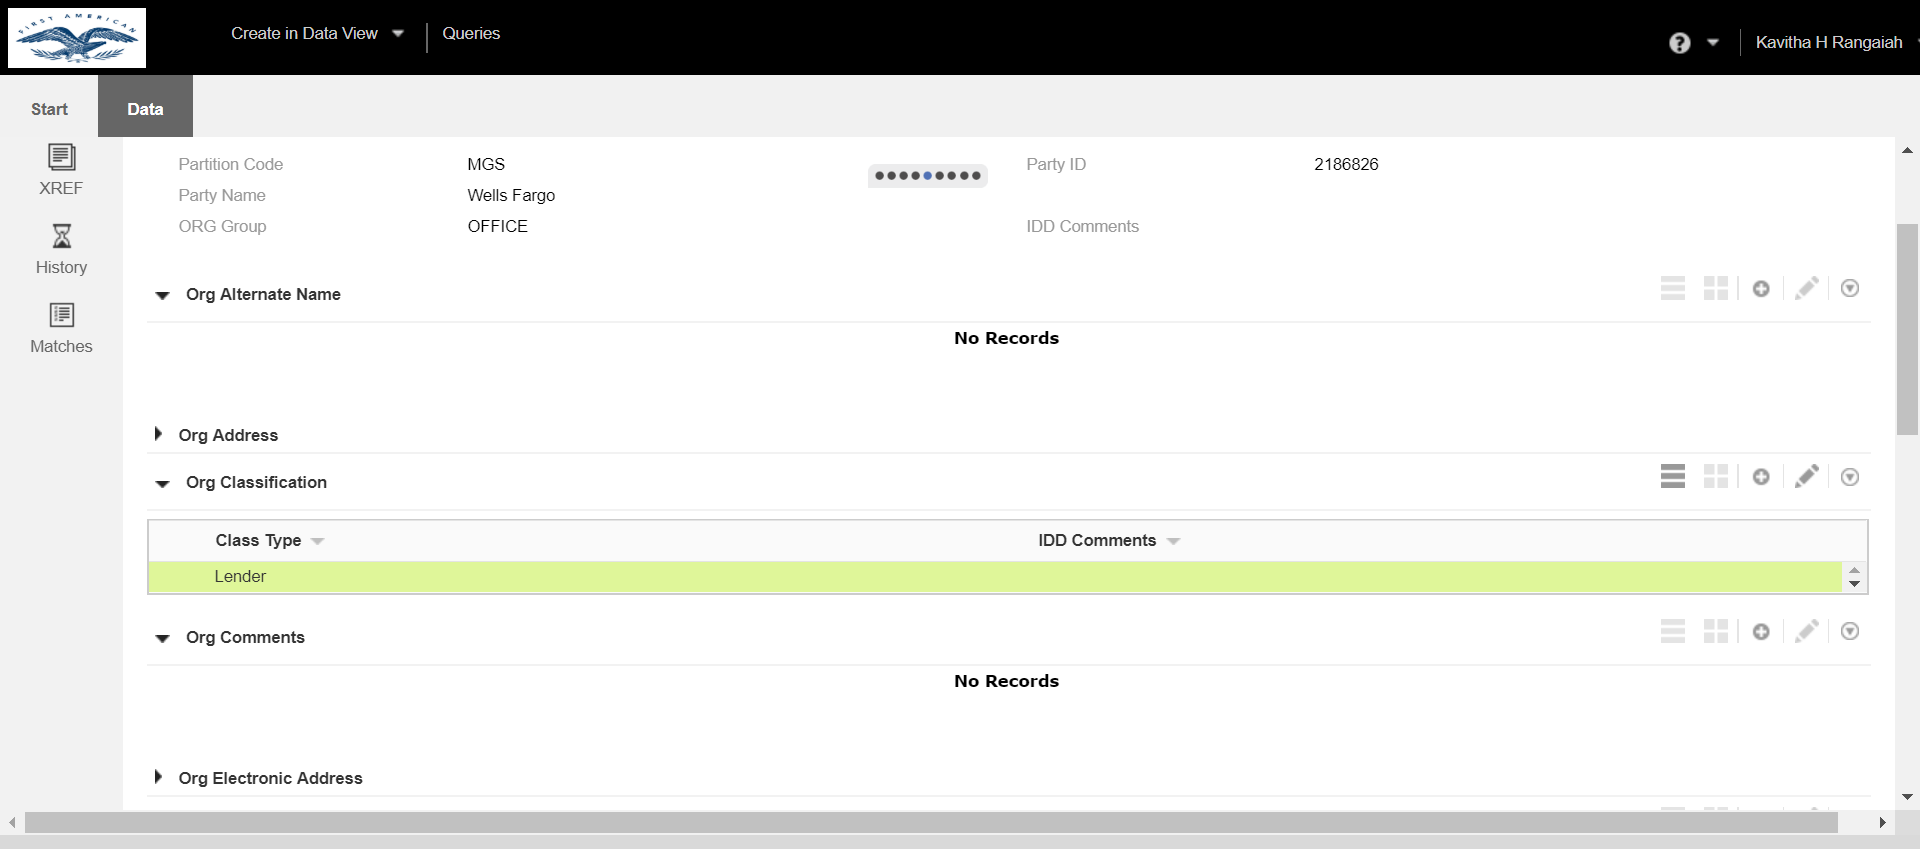 FIRST AMERICAN
Create in Data View
Queries
?
Kavitha H Rangaiah
Start
Data
XREF
History
Matches
Partition Code MGS
Party ID 2186826
Party Name Wells Fargo
ORG Group OFFICE
IDD Comments
Org Alternate Name
No Records
Org Address
Org Classification
Class Type IDD Comments
Lender
Org Comments
No Records
Org Electronic Address